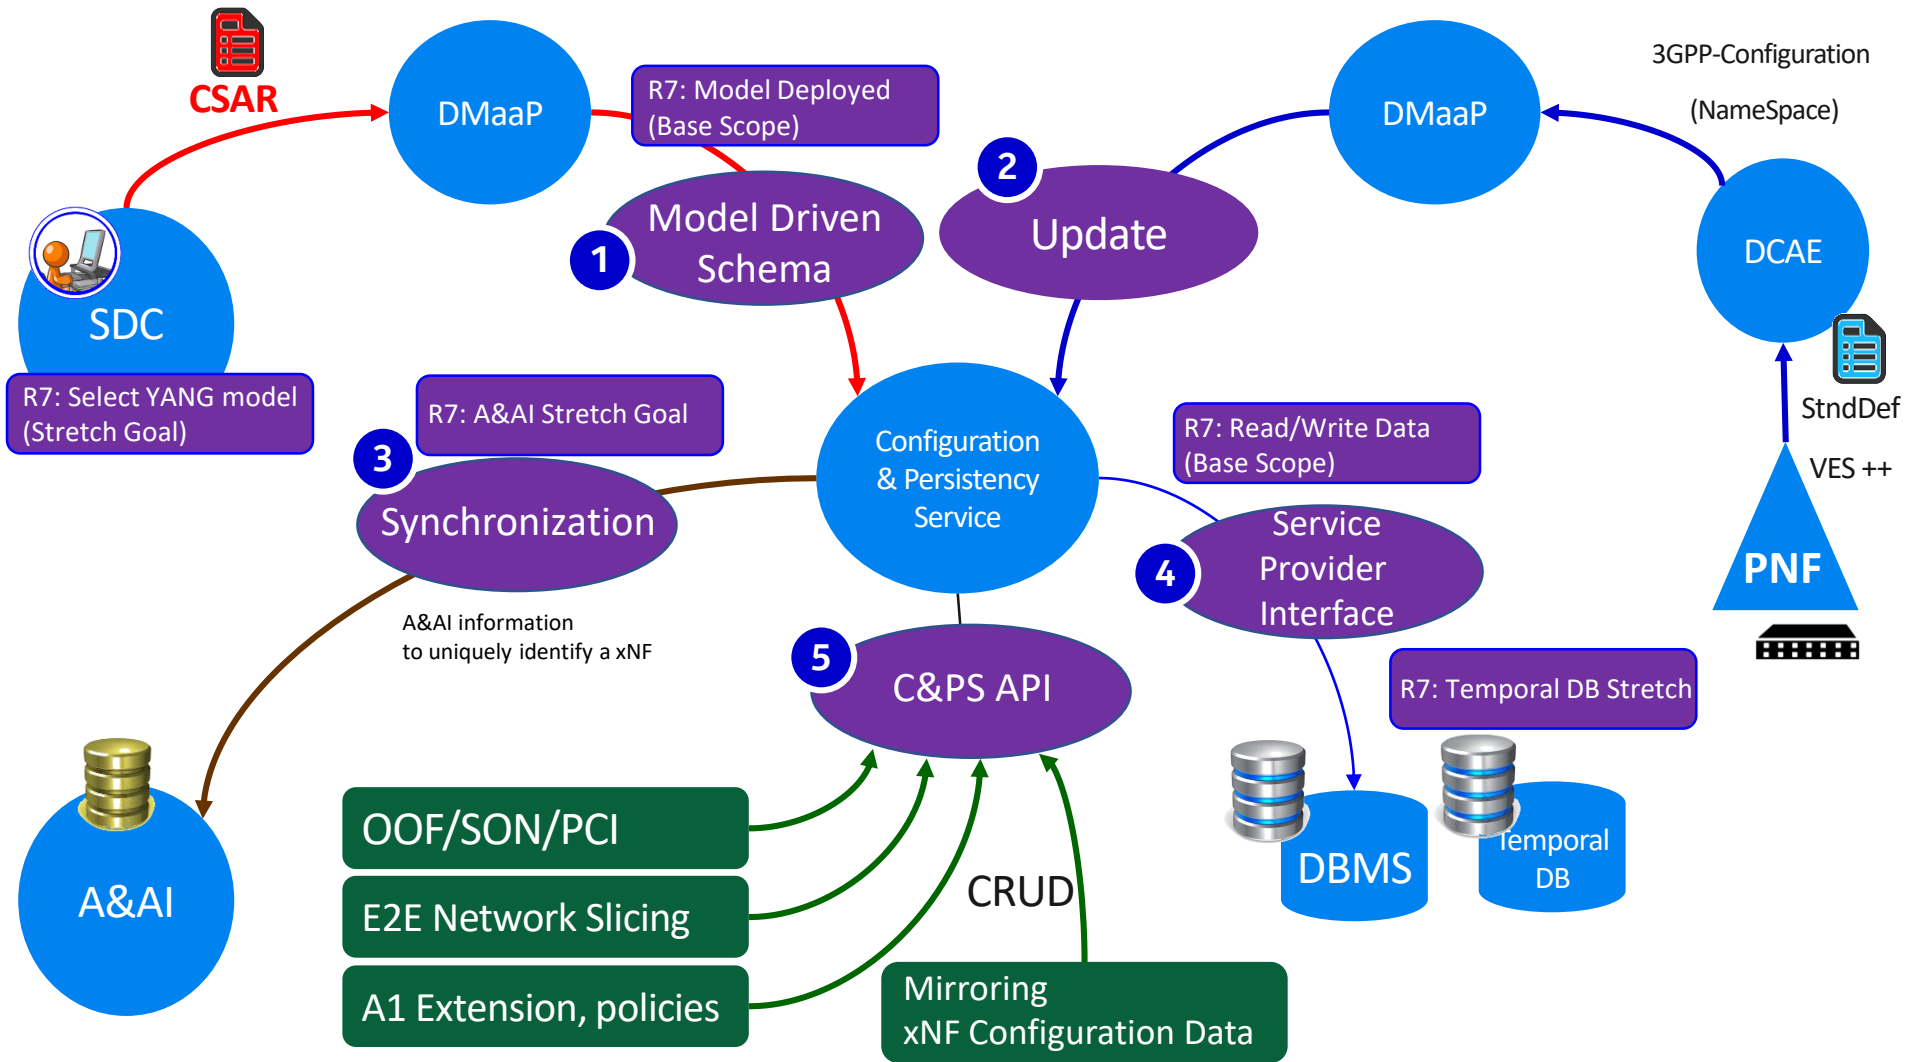 CSAR
DMaaP
R7: Model Deployed
(Base Scope)
DMaaP
3GPP-Configuration
(NameSpace)
2
Model Driven
Schema
1
Update
DCAE
SDC
R7: Select YANG model
(Stretch Goal)
R7: A&AI Stretch Goal
3
Synchronization
Configuration
& Persistency
Service
R7: Read/Write Data
(Base Scope)
StndDef
VES ++
PNF
4
Service
Provider
Interface
A&AI information
to uniquely identify a xNF
5
C&PS API
R7: Temporal DB Stretch
A&AI
OOF/SON/PCI
E2E Network Slicing
A1 Extension, policies
CRUD
Mirroring
xNF Configuration Data
DBMS
Temporal
DB